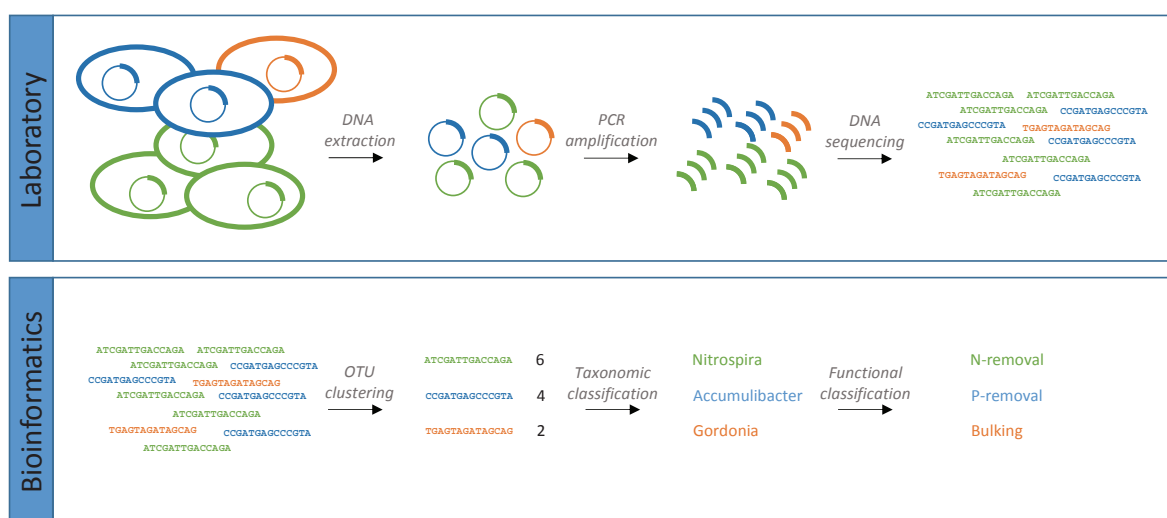 Laboratory
DNA
extraction
PCR
amplification
DNA
sequencing
ATCGATTGACCAGA ATCGATTGACCAGA
ATCGATTGACCAGA CCGATGAGCCCGTA
CCGATGAGCCCGTA TGAGTAGATAGCAG
ATCGATTGACCAGA CCGATGAGCCCGTA
ATCGATTGACCAGA
TGAGTAGATAGCAG CCGATGAGCCCGTA
ATCGATTGACCAGA
Bioinformatics
ATCGATTGACCAGA ATCGATTGACCAGA
ATCGATTGACCAGA CCGATGAGCCCGTA
CCGATGAGCCCGTA TGAGTAGATAGCAG
ATCGATTGACCAGA CCGATGAGCCCGTA
ATCGATTGACCAGA
TGAGTAGATAGCAG CCGATGAGCCCGTA
ATCGATTGACCAGA
OTU
clustering
ATCGATTGACCAGA 6
CCGATGAGCCCGTA 4
TGAGTAGATAGCAG 2
Taxonomic
classification
Nitrospira
Accumulibacter
Gordonia
Functional
classification
N-removal
P-removal
Bulking